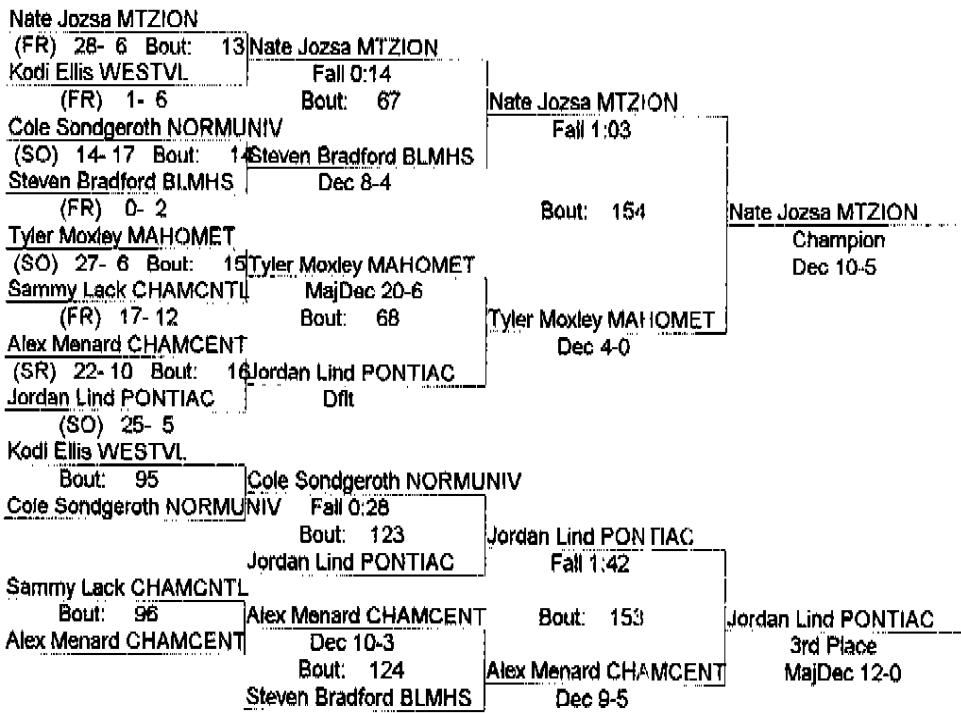 Nate Jozsa MTZION
(FR) 28- 6 Bout: 13 Nate Jozsa MTZION
Kodi Ellis WESTVL Fall 0:14
(FR) 1- 6 Bout: 67 Nate Jozsa MTZION
Cole Sondgeroth NORMUNIV Fall 1:03
(SO) 14- 17 Bout: 14 Steven Bradford BLMHS
Steven Bradford BLMHS Dec 8-4
(FR) 0- 2 Bout: 154 Nate Jozsa MTZION
Tyler Moxley MAHOMET Champion
(SO) 27- 6 Bout: 15 Tyler Moxley MAHOMET Dec 10-5
Sammy Lack CHAMCNTL MajDec 20-6
(FR) 17- 12 Bout: 68 Tyler Moxley MAHOMET
Alex Menard CHAMCENT Dec 4-0
(SR) 22- 10 Bout: 16 Jordan Lind PONTIAC
Jordan Lind PONTIAC Dflt
(SO) 25- 5
Kodi Ellis WESTVL
Bout: 95 Cole Sondgeroth NORMUNIV
Cole Sondgeroth NORMUNIV Fall 0:28
Bout: 123 Jordan Lind PONTIAC
Jordan Lind PONTIAC Fall 1:42
Sammy Lack CHAMCNTL
Bout: 96 Alex Menard CHAMCENT Bout: 153 Jordan Lind PONTIAC
Alex Menard CHAMCENT Dec 10-3 3rd Place
Bout: 124 Alex Menard CHAMCENT MajDec 12-0
Steven Bradford BLMHS Dec 9-5